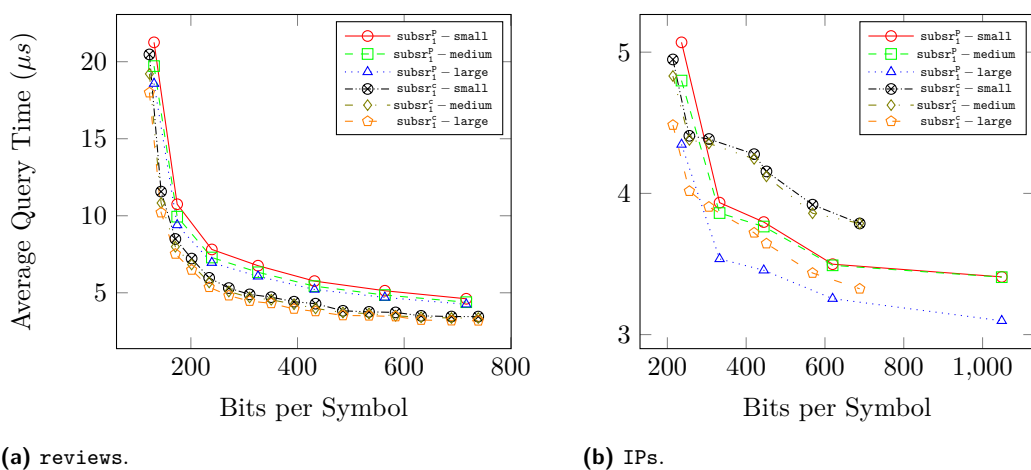 Average Query Time (μs)
20
15
10
5
200 400 600 800
Bits per Symbol
subsr₁ᵖ − small
subsr₁ᵖ − medium
subsr₁ᵖ − large
subsr₁ᶜ − small
subsr₁ᶜ − medium
subsr₁ᶜ − large
(a) reviews.
5
4
3
200 400 600 800 1,000
Bits per Symbol
subsr₁ᵖ − small
subsr₁ᵖ − medium
subsr₁ᵖ − large
subsr₁ᶜ − small
subsr₁ᶜ − medium
subsr₁ᶜ − large
(b) IPs.